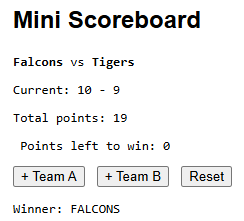 Mini Scoreboard
Falcons vs Tigers
Current: 10 - 9
Total points: 19
Points left to win: 0
+ Team A + Team B Reset
Winner: FALCONS